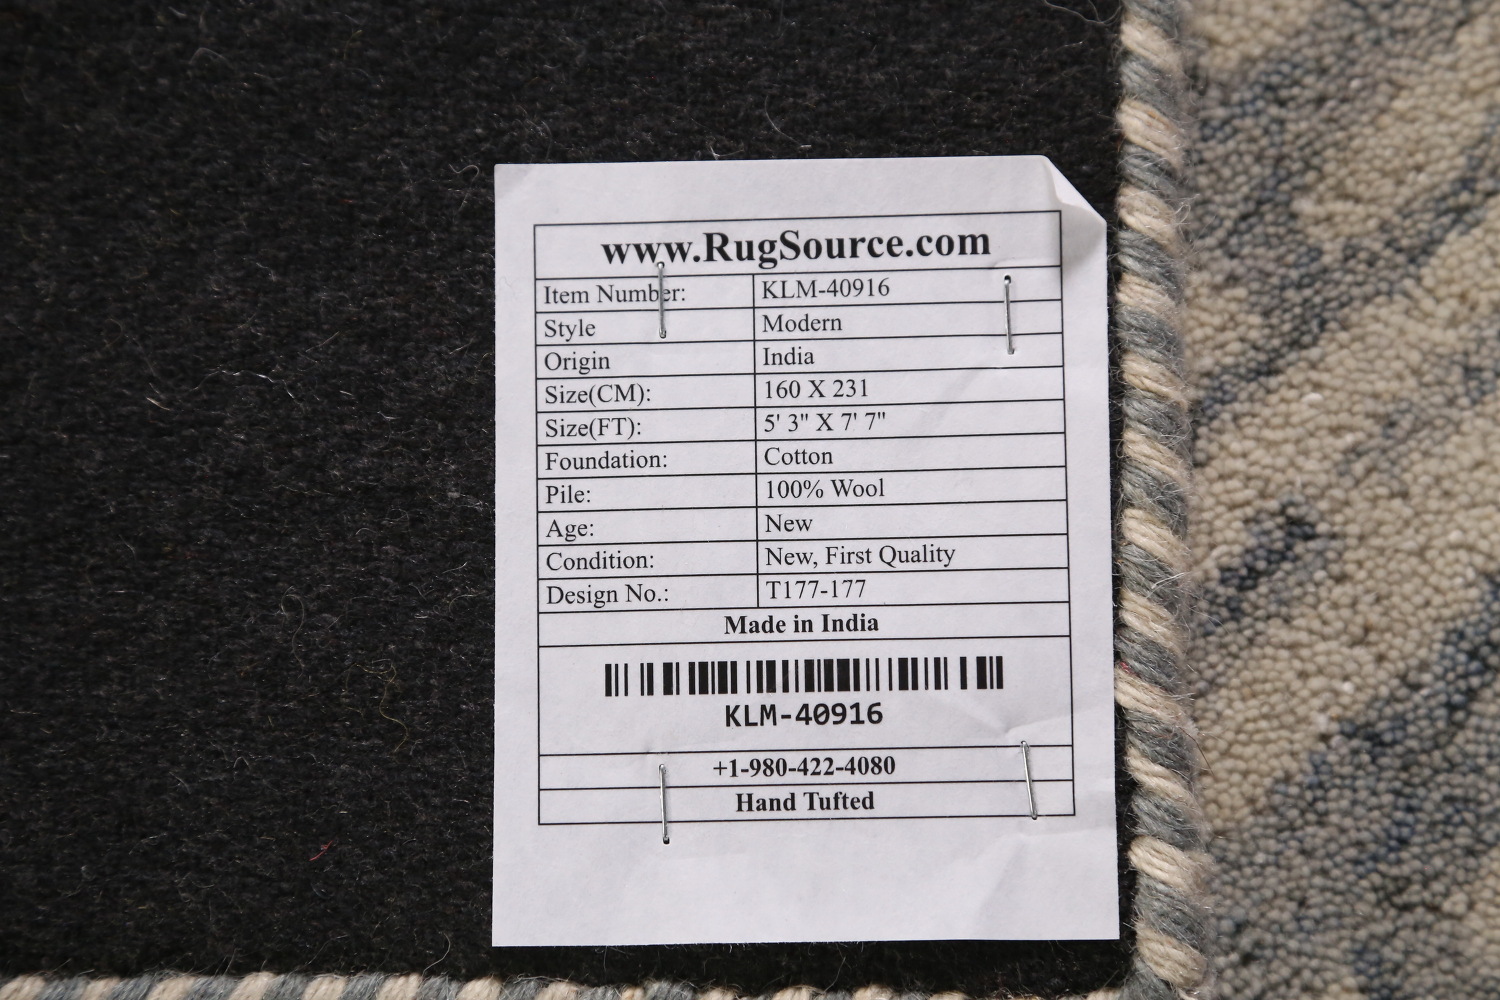 www.RugSource.com
Item Number: KLM-40916
Style Modern
Origin India
Size(CM): 160 X 231
Size(FT): 5' 3" X 7' 7"
Foundation: Cotton
Pile: 100% Wool
Age: New
Condition: New, First Quality
Design No.: T177-177
Made in India
KLM-40916
+1-980-422-4080
Hand Tufted